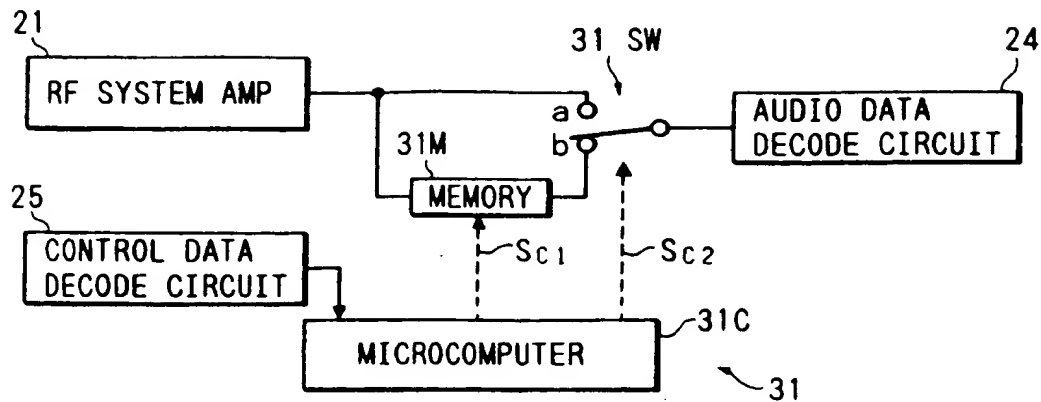 21
RF SYSTEM AMP
31 SW
24
a
b
AUDIO DATA
DECODE CIRCUIT
31M
MEMORY
25
CONTROL DATA
DECODE CIRCUIT
SC1
SC2
31C
MICROCOMPUTER
31